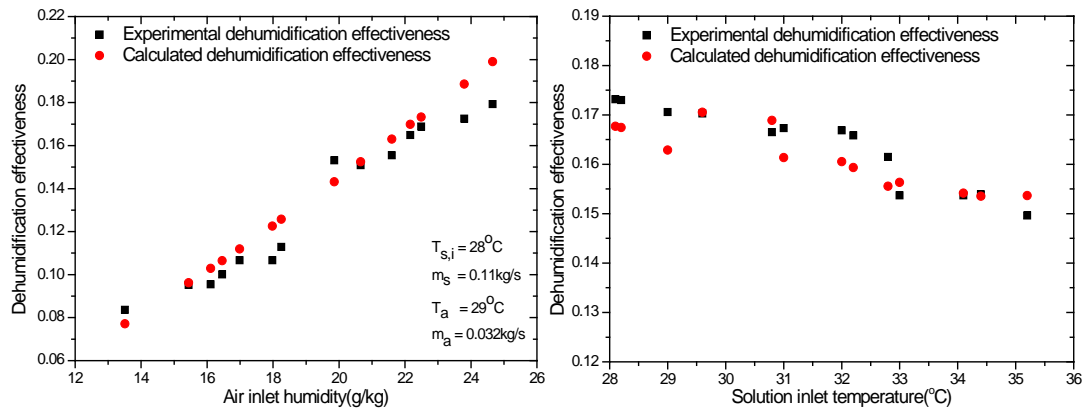 0.22
0.20
0.18
0.16
0.14
0.12
0.10
0.08
0.06
Dehumidification effectiveness
Experimental dehumidification effectiveness
Calculated dehumidification effectiveness
Ts,i = 28°C
ms = 0.11kg/s
Ta = 29°C
ma = 0.032kg/s
12 14 16 18 20 22 24 26
Air inlet humidity(g/kg)
0.19
0.18
0.17
0.16
0.15
0.14
0.13
0.12
Dehumidification effectiveness
Experimental dehumidification effectiveness
Calculated dehumidification effectiveness
28 29 30 31 32 33 34 35 36
Solution inlet temperature(°C)